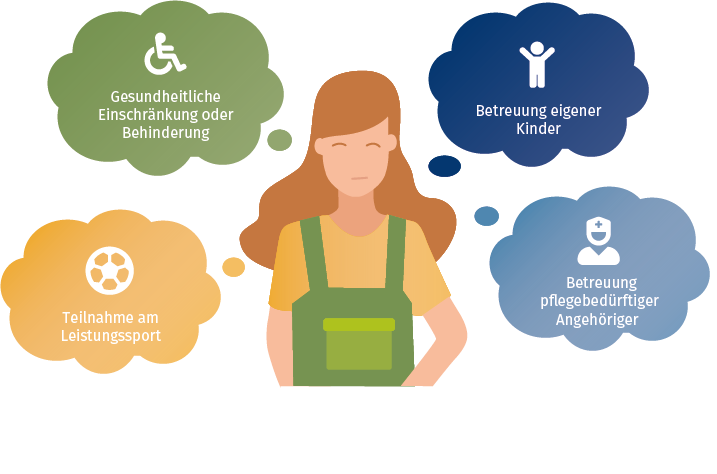 Gesundheitliche
Einschränkung oder
Behinderung
Betreuung eigener
Kinder
Teilnahme am
Leistungssport
Betreuung
pflegebedürftiger
Angehöriger